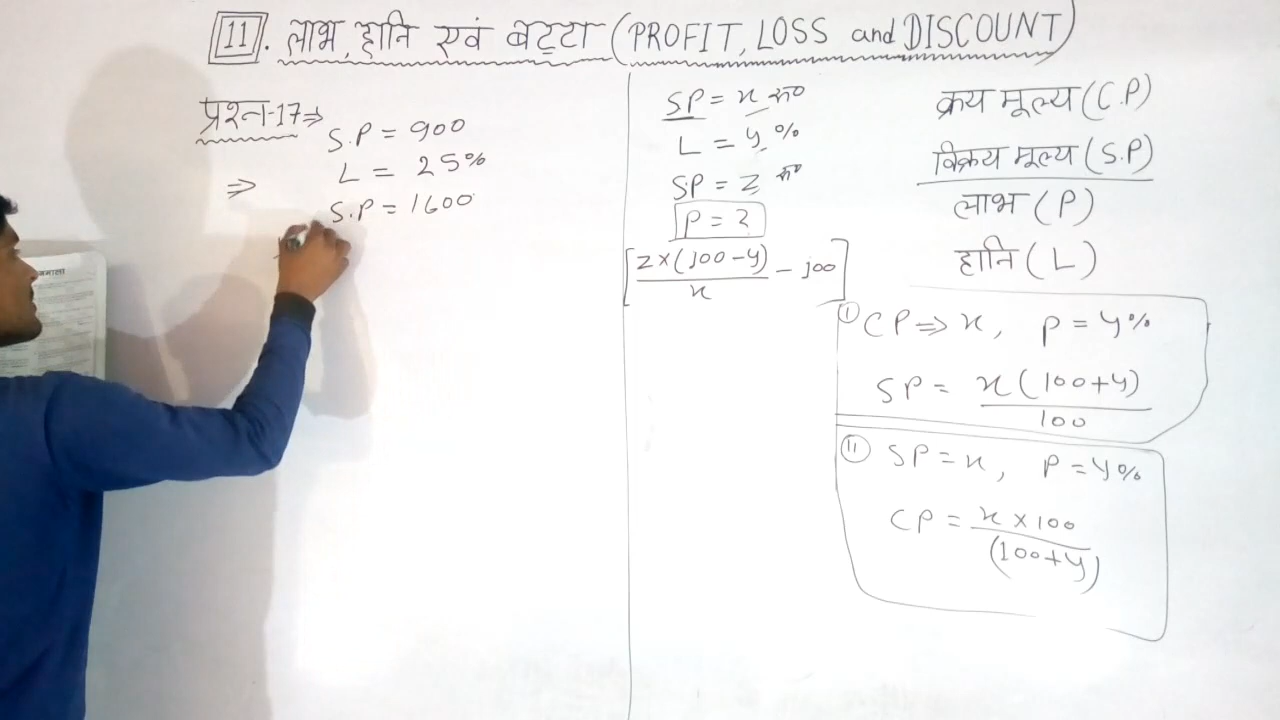 11. लाभ, हानि एवं बट्टा (PROFIT, LOSS and DISCOUNT)
प्रश्न-17⇒
S.P = 900
⇒ L = 25%
S.P = 1600
SP = x रु०
L = y %
SP = z रु०
P = ?
[z×(100-y)/x - 100]
क्रय मूल्य (C.P)
विक्रय मूल्य (S.P)
लाभ (P)
हानि (L)
I CP ⇒ x, P = y%
SP = x(100+y)/100
II SP = x, P = y%
CP = x×100/(100+y)